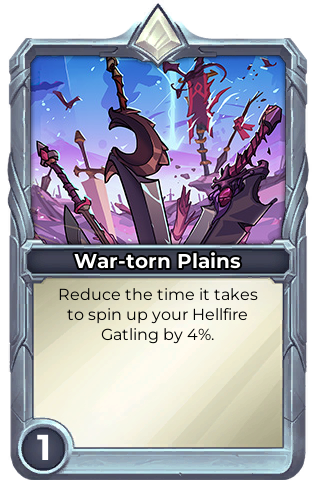 War-torn Plains
Reduce the time it takes
to spin up your Hellfire
Gatling by 4%.
1